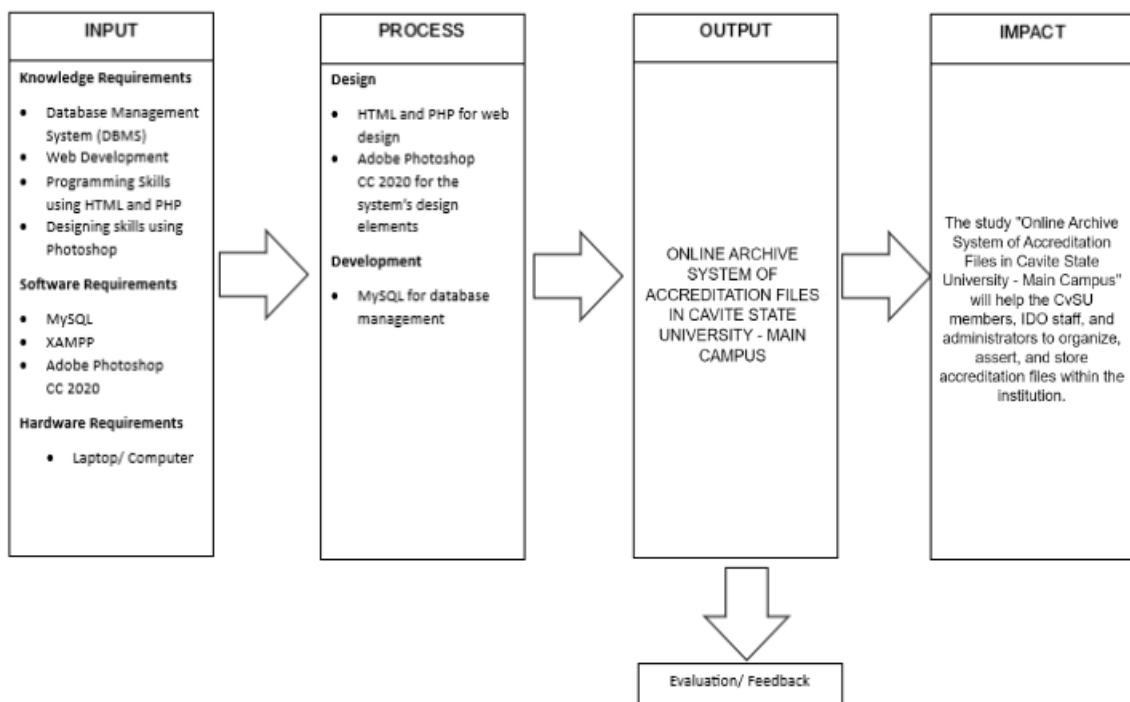 INPUT
Knowledge Requirements
• Database Management
System (DBMS)
• Web Development
• Programming Skills
using HTML and PHP
• Designing skills using
Photoshop
Software Requirements
• MySQL
• XAMPP
• Adobe Photoshop
CC 2020
Hardware Requirements
• Laptop/ Computer
PROCESS
Design
• HTML and PHP for web
design
• Adobe Photoshop
CC 2020 for the
system's design
elements
Development
• MySQL for database
management
OUTPUT
ONLINE ARCHIVE
SYSTEM OF
ACCREDITATION FILES
IN CAVITE STATE
UNIVERSITY - MAIN
CAMPUS
IMPACT
The study "Online Archive
System of Accreditation
Files in Cavite State
University - Main Campus"
will help the CvSU
members, IDO staff, and
administrators to organize,
assert, and store
accreditation files within the
institution.
Evaluation/ Feedback